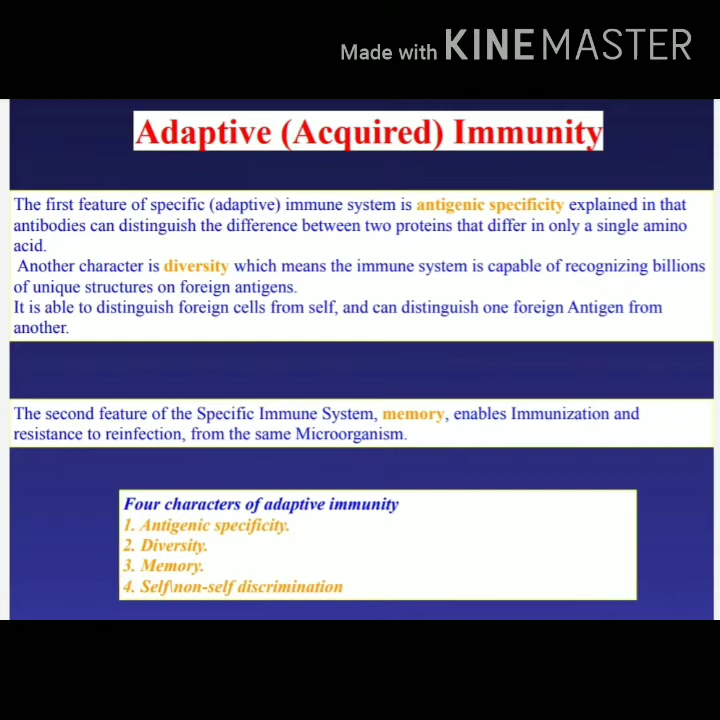 Made with KINEMASTER
Adaptive (Acquired) Immunity
The first feature of specific (adaptive) immune system is antigenic specificity explained in that
antibodies can distinguish the difference between two proteins that differ in only a single amino
acid.
Another character is diversity which means the immune system is capable of recognizing billions
of unique structures on foreign antigens.
It is able to distinguish foreign cells from self, and can distinguish one foreign Antigen from
another.
The second feature of the Specific Immune System, memory, enables Immunization and
resistance to reinfection, from the same Microorganism.
Four characters of adaptive immunity
1. Antigenic specificity.
2. Diversity.
3. Memory.
4. Self\non-self discrimination